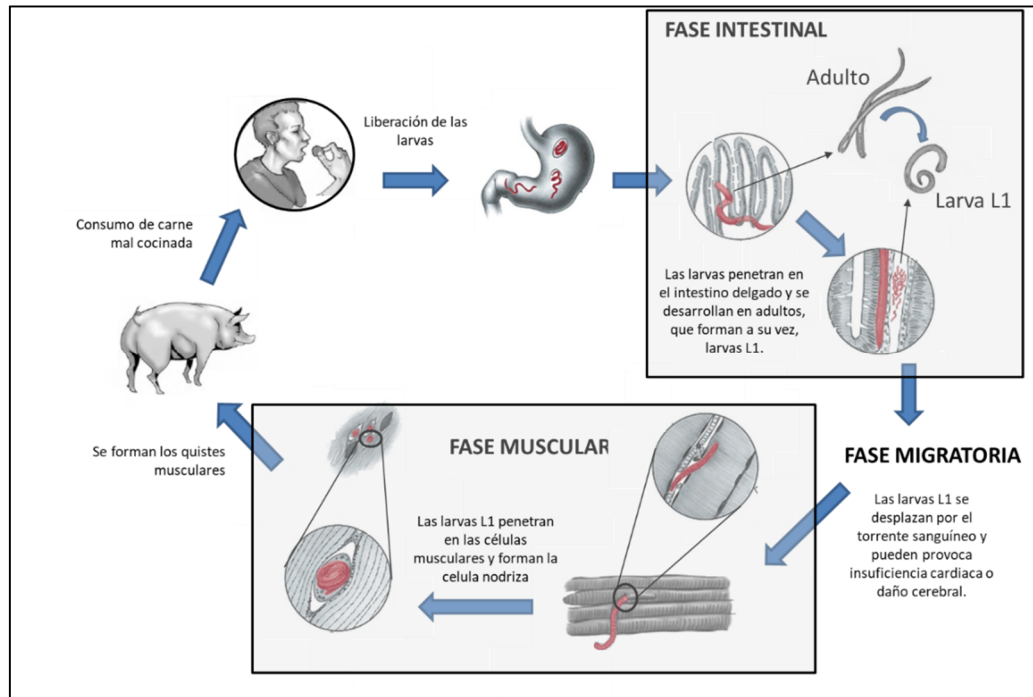 FASE INTESTINAL
Adulto
Larva L1
Liberación de las
larvas
Consumo de carne
mal cocinada
Las larvas penetran en
el intestino delgado y se
desarrollan en adultos,
que forman a su vez,
larvas L1.
FASE MIGRATORIA
Las larvas L1 se
desplazan por el
torrente sanguíneo y
pueden provoca
insuficiencia cardiaca o
daño cerebral.
FASE MUSCULAR
Las larvas L1 penetran
en las células
musculares y forman la
celula nodriza
Se forman los quistes
musculares